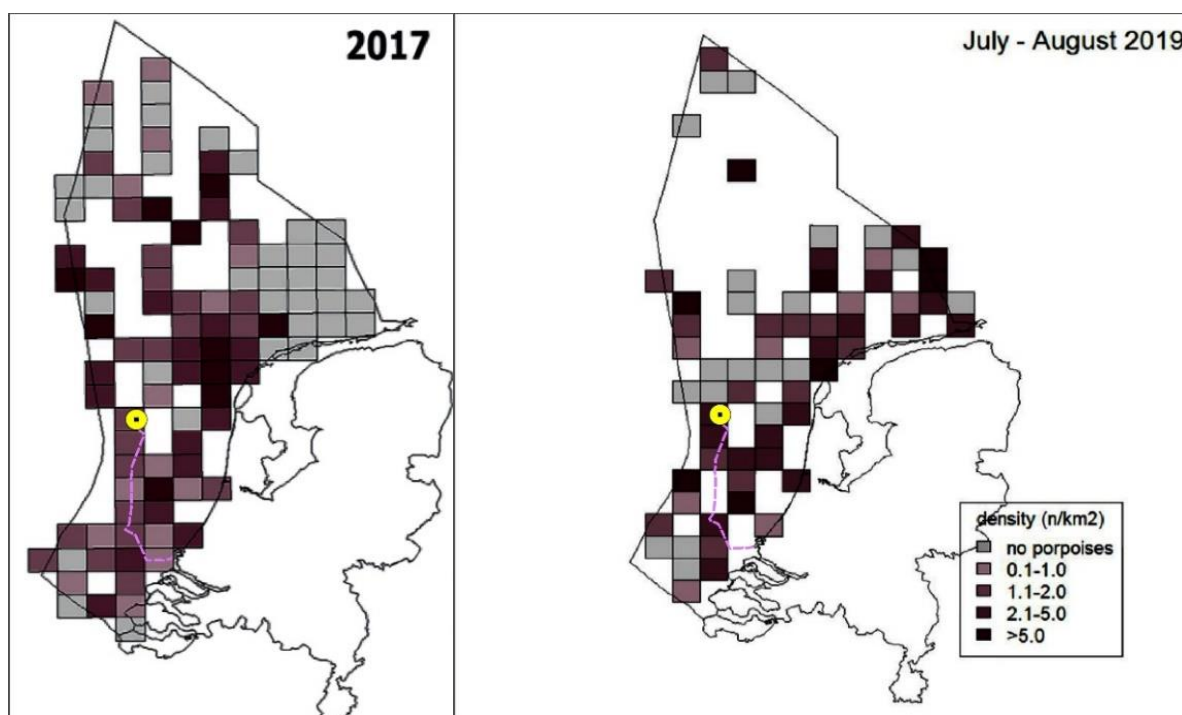 2017
July - August 2019
density (n/km2)
no porpoises
0.1-1.0
1.1-2.0
2.1-5.0
>5.0